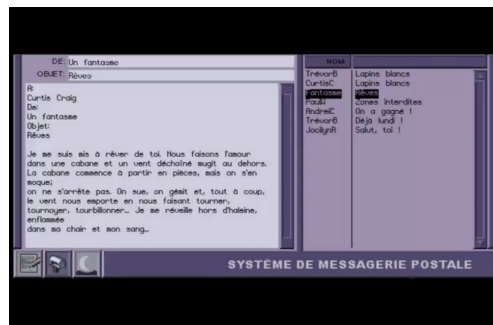 DE: Un fantasme
OBJET: Rêves
A:
Curtis Craig
De:
Un fantasme
Objet:
Rêves
Je me suis mis à rêver de toi. Nous faisons l'amour
dans une cabane et un vent déchaîné mugit au dehors.
La cabane commence à partir en pièces, mais on s'en
moque;
on ne s'arrête pas. On sue, on gémit et, tout à coup,
le vent nous emporte en nous faisant tourner,
tournoyer, tourbillonner... Je me réveille hors d'haleine,
enflammée
dans ma chair et mon sang...
NOM
TrevorB Lapins blancs
CurtisC Lapins blancs
Fantasme Rêves
PaulW Zones interdites
AndreiC On a gagné !
TrevorB Déjà lundi !
JocilynR Salut, toi !
SYSTÈME DE MESSAGERIE POSTALE